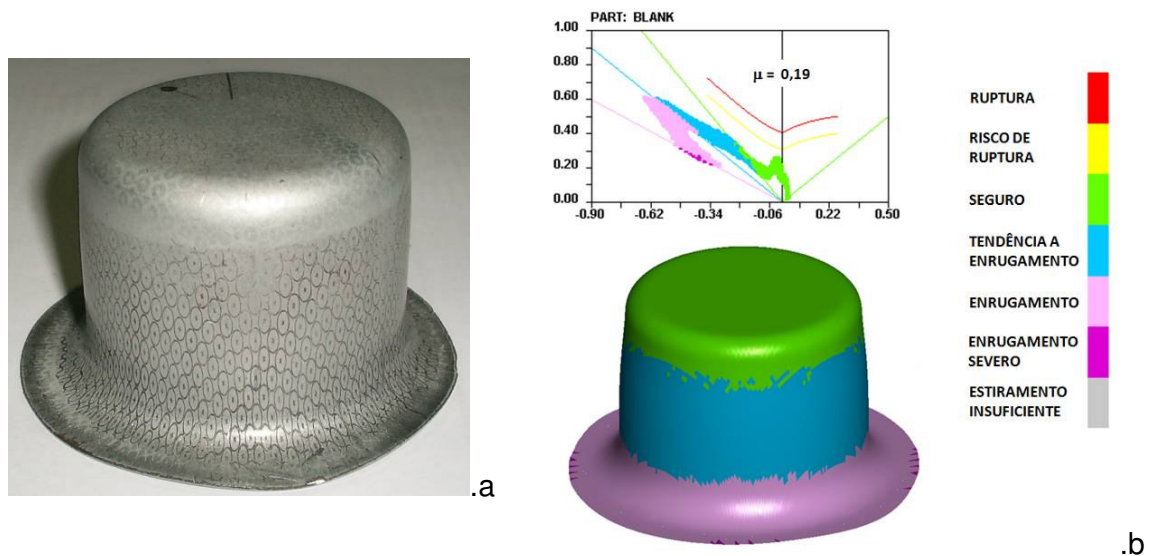 PART: BLANK
1.00
0.80
0.60
0.40
0.20
0.00
-0.90
-0.62
-0.34
-0.06
0.22
0.50
μ = 0,19
RUPTURA
RISCO DE
RUPTURA
SEGURO
TENDÊNCIA A
ENRUGAMENTO
ENRUGAMENTO
ENRUGAMENTO
SEVERO
ESTIRAMENTO
INSUFICIENTE
.a
.b